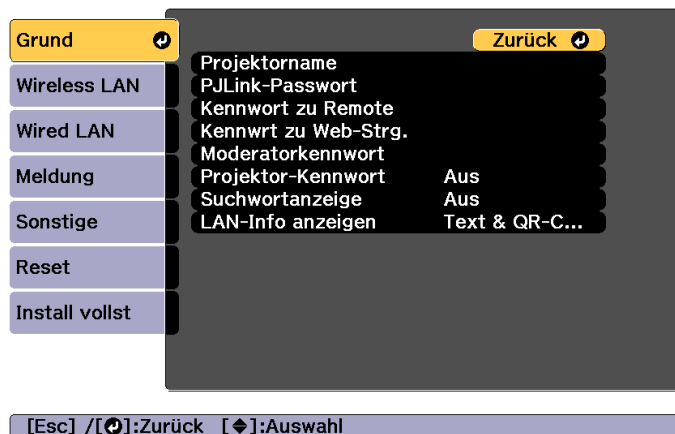 Grund
Wireless LAN
Wired LAN
Meldung
Sonstige
Reset
Install vollst
Zurück
Projektorname
PJLink-Passwort
Kennwort zu Remote
Kennwrt zu Web-Strg.
Moderatorkennwort
Projektor-Kennwort Aus
Suchwortanzeige Aus
LAN-Info anzeigen Text & QR-C...
[Esc] /[↵]:Zurück [◆]:Auswahl